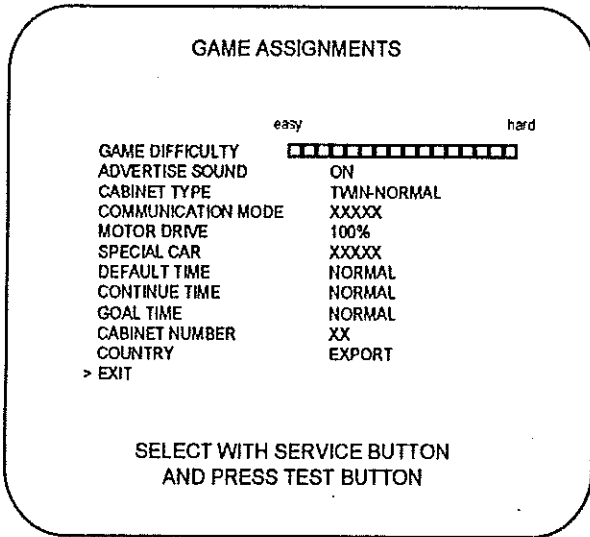 GAME ASSIGNMENTS
easy hard
GAME DIFFICULTY
ADVERTISE SOUND ON
CABINET TYPE TWIN-NORMAL
COMMUNICATION MODE XXXXX
MOTOR DRIVE 100%
SPECIAL CAR XXXXX
DEFAULT TIME NORMAL
CONTINUE TIME NORMAL
GOAL TIME NORMAL
CABINET NUMBER XX
COUNTRY EXPORT
> EXIT
SELECT WITH SERVICE BUTTON
AND PRESS TEST BUTTON